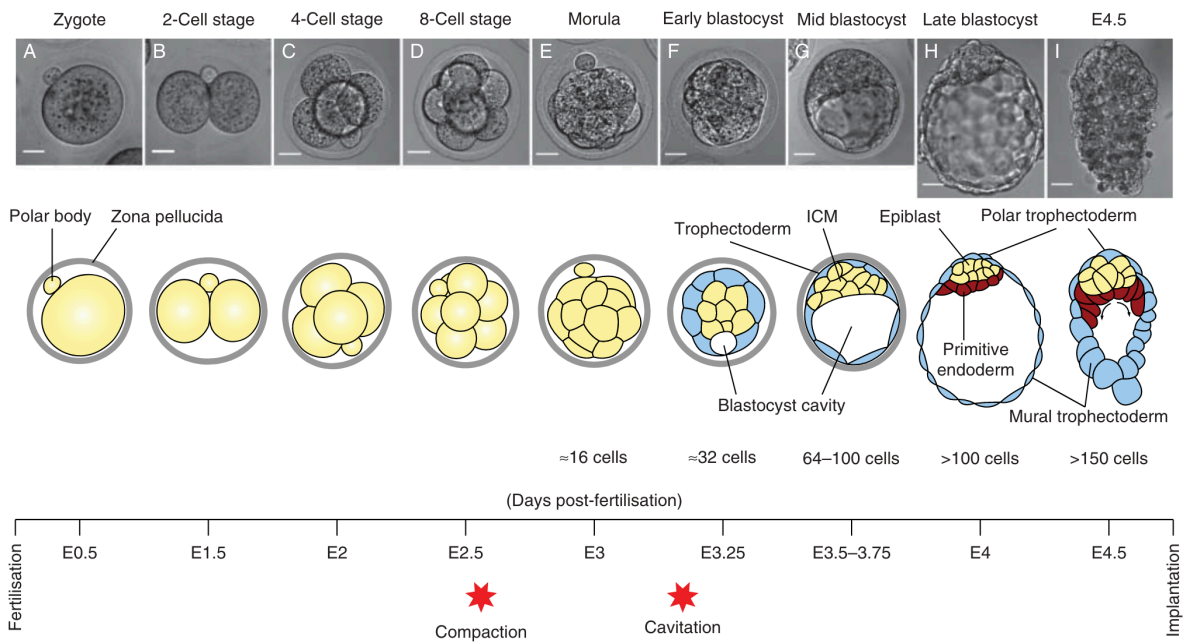 Zygote
2-Cell stage
4-Cell stage
8-Cell stage
Morula
Early blastocyst
Mid blastocyst
Late blastocyst
E4.5
A
B
C
D
E
F
G
H
I
Polar body
Zona pellucida
Trophectoderm
ICM
Epiblast
Polar trophectoderm
Primitive
endoderm
Blastocyst cavity
Mural trophectoderm
≈16 cells
≈32 cells
64–100 cells
>100 cells
>150 cells
(Days post-fertilisation)
Fertilisation
E0.5
E1.5
E2
E2.5
E3
E3.25
E3.5–3.75
E4
E4.5
Implantation
Compaction
Cavitation